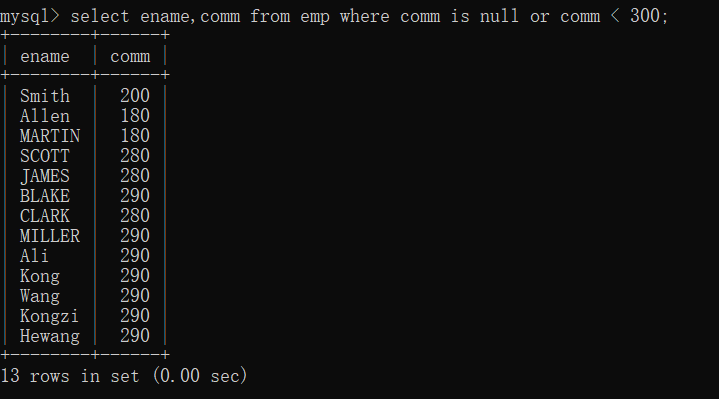 mysql> select ename,comm from emp where comm is null or comm < 300;
+--------+------+
| ename  | comm |
+--------+------+
| Smith  |  200 |
| Allen  |  180 |
| MARTIN |  180 |
| SCOTT  |  280 |
| JAMES  |  280 |
| BLAKE  |  290 |
| CLARK  |  280 |
| MILLER |  290 |
| Ali    |  290 |
| Kong   |  290 |
| Wang   |  290 |
| Kongzi |  290 |
| Hewang |  290 |
+--------+------+
13 rows in set (0.00 sec)